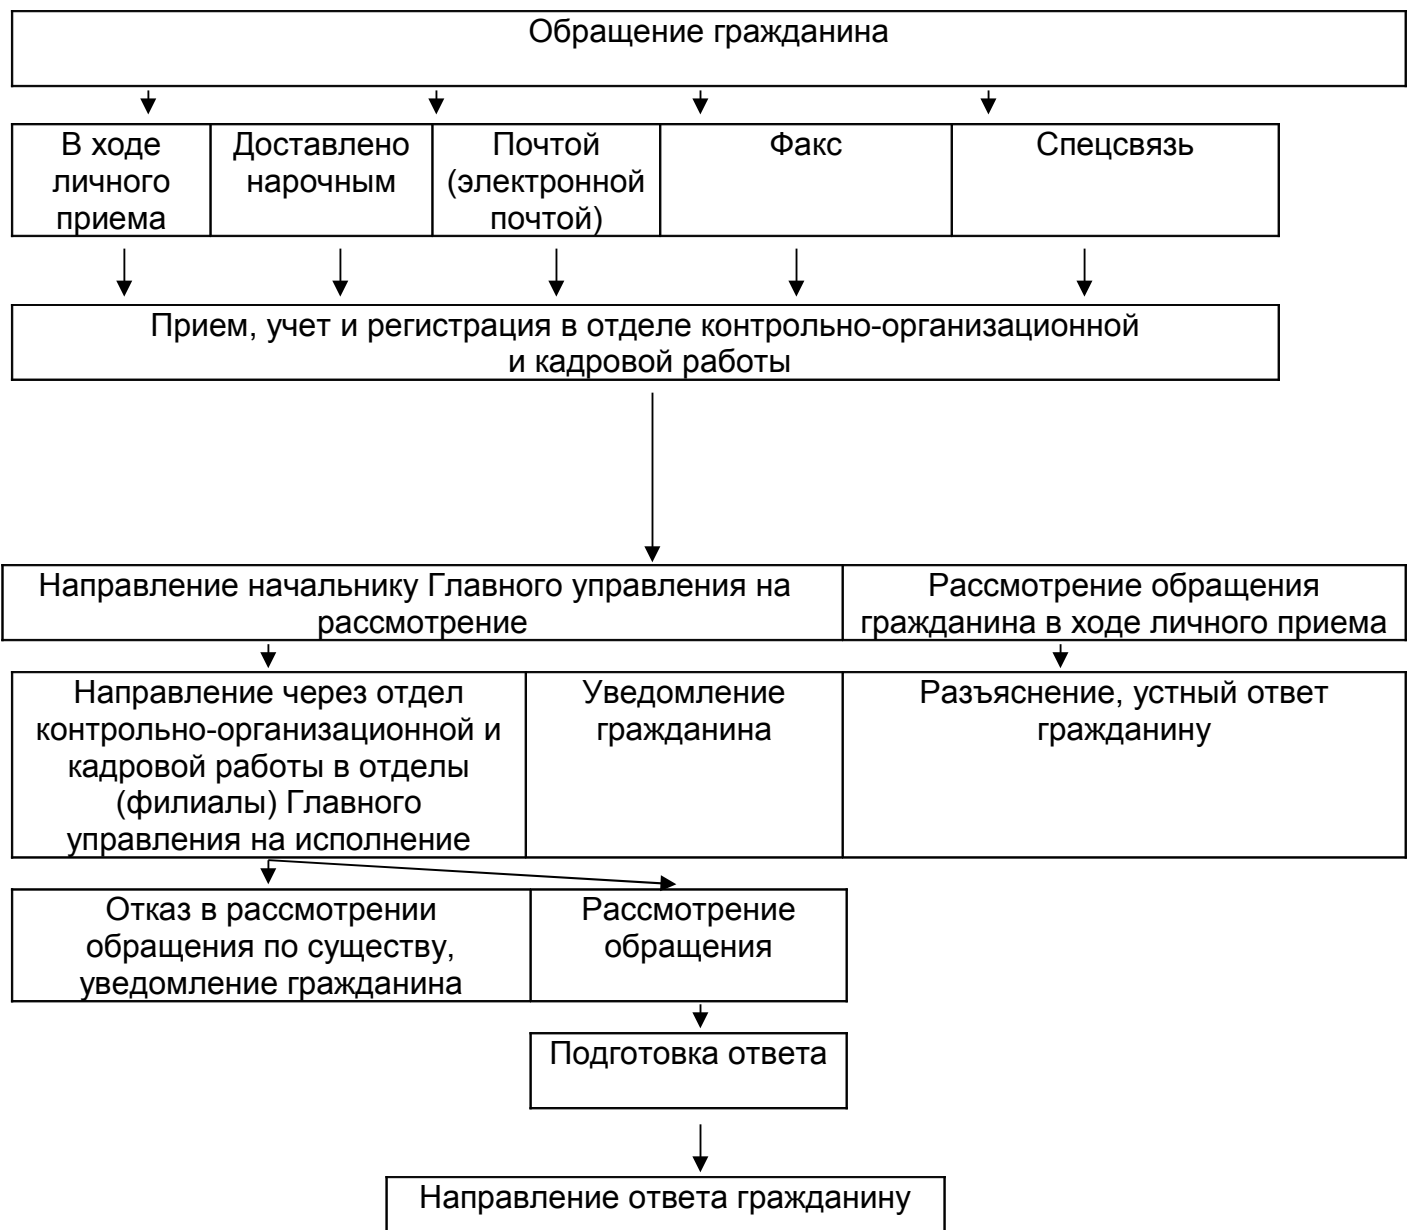 Обращение гражданина
В ходе
личного
приема
Доставлено
нарочным
Почтой
(электронной
почтой)
Факс
Спецсвязь
Прием, учет и регистрация в отделе контрольно-организационной
и кадровой работы
Направление начальнику Главного управления на
рассмотрение
Рассмотрение обращения
гражданина в ходе личного приема
Направление через отдел
контрольно-организационной и
кадровой работы в отделы
(филиалы) Главного
управления на исполнение
Уведомление
гражданина
Разъяснение, устный ответ
гражданину
Отказ в рассмотрении
обращения по существу,
уведомление гражданина
Рассмотрение
обращения
Подготовка ответа
Направление ответа гражданину